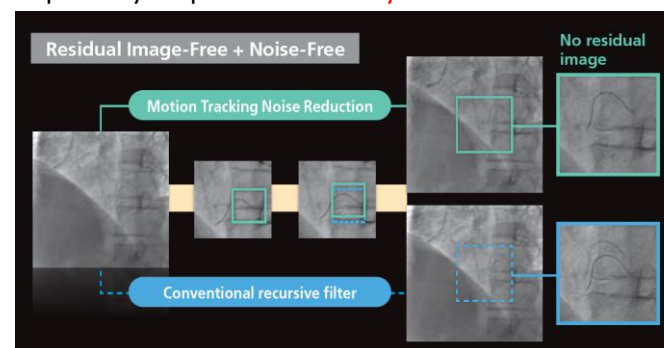 Residual Image-Free + Noise-Free
No residual
image
Motion Tracking Noise Reduction
Conventional recursive filter